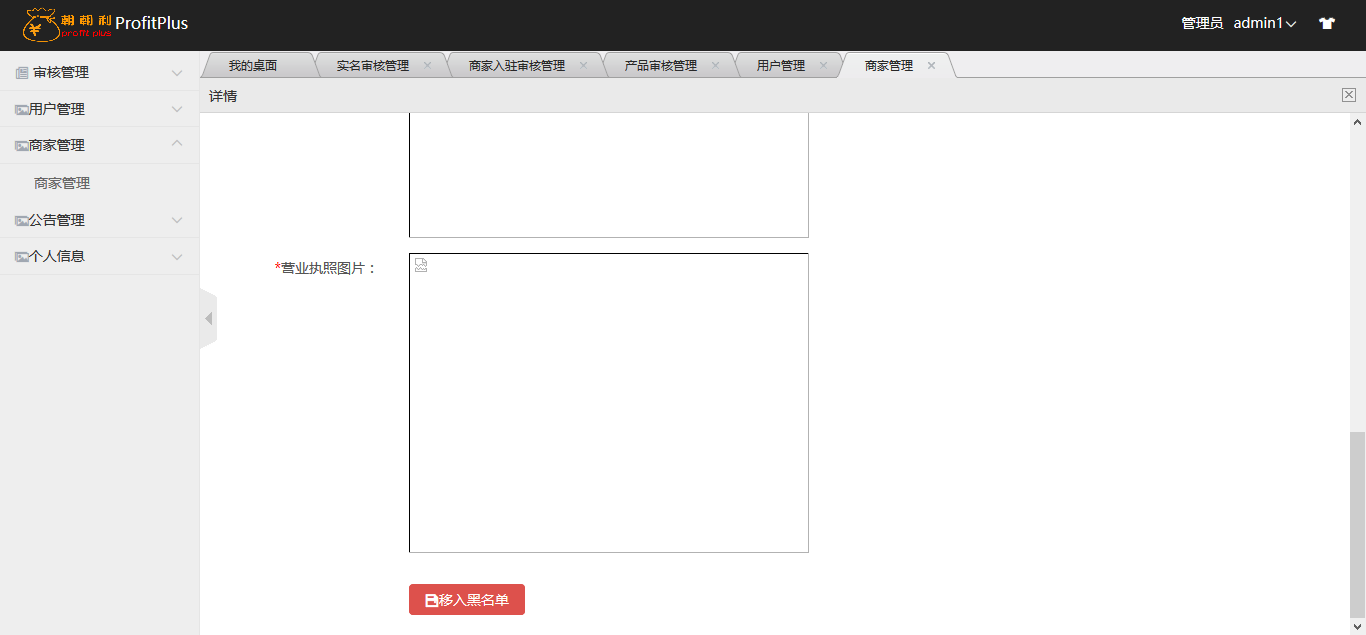 朝朝利 profit plus ProfitPlus
管理员 admin1
审核管理
用户管理
商家管理
商家管理
公告管理
个人信息
我的桌面 实名审核管理 商家入驻审核管理 产品审核管理 用户管理 商家管理
详情
*营业执照图片：
移入黑名单